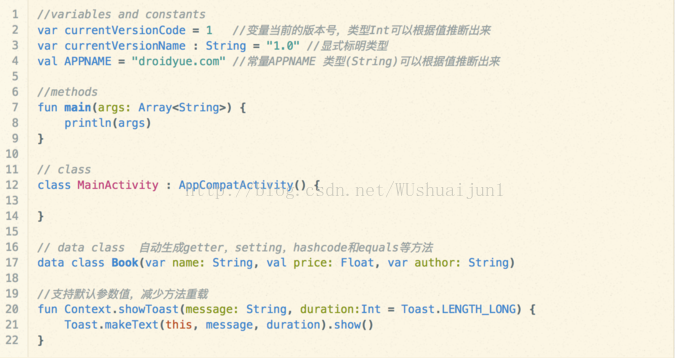 1 //variables and constants
2 var currentVersionCode = 1 //变量当前的版本号，类型Int可以根据值推断出来
3 var currentVersionName : String = "1.0" //显式标明类型
4 val APPNAME = "droidyue.com" //常量APPNAME 类型(String)可以根据值推断出来
5
6 //methods
7 fun main(args: Array<String>) {
8 println(args)
9 }
10
11 // class
12 class MainActivity : AppCompatActivity() {
http://blog.csdn.net/WUshuaijun1
13
14 }
15
16 // data class 自动生成getter, setting, hashcode和equals等方法
17 data class Book(var name: String, val price: Float, var author: String)
18
19 //支持默认参数值，减少方法重载
20 fun Context.showToast(message: String, duration:Int = Toast.LENGTH_LONG) {
21 Toast.makeText(this, message, duration).show()
22 }